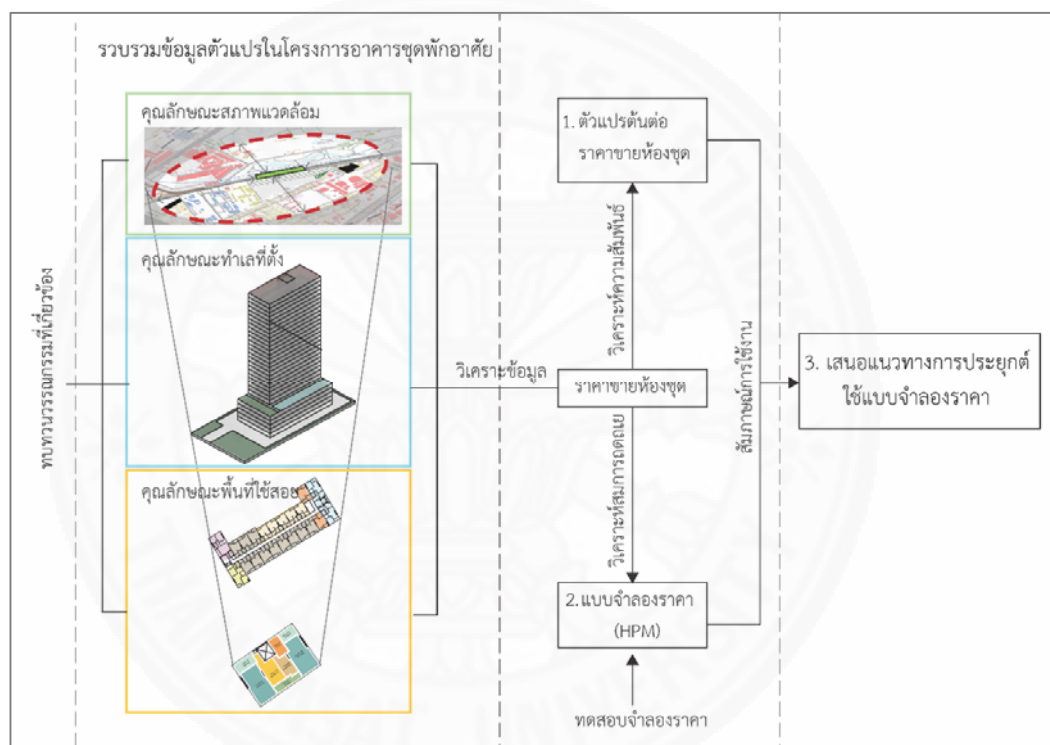 รวบรวมข้อมูลตัวแปรในโครงการอาคารชุดพักอาศัย
ทบทวนวรรณกรรมที่เกี่ยวข้อง
คุณลักษณะสภาพแวดล้อม
คุณลักษณะทำเลที่ตั้ง
คุณลักษณะพื้นที่ใช้สอย
วิเคราะข้อมูล
1. ตัวแปรต้นต่อ
ราคาขายห้องชุด
วิเคราะห์ความสัมพันธ์
ราคาขายห้องชุด
วิเคราะห์สมการถดถเย
2. แบบจำลองราคา
(HPM)
ทดสอบจำลองราคา
สัมภาษณ์การใช้งาน
3. เสนอแนวทางการประยุกต์
ใช้แบบจำลองราคา